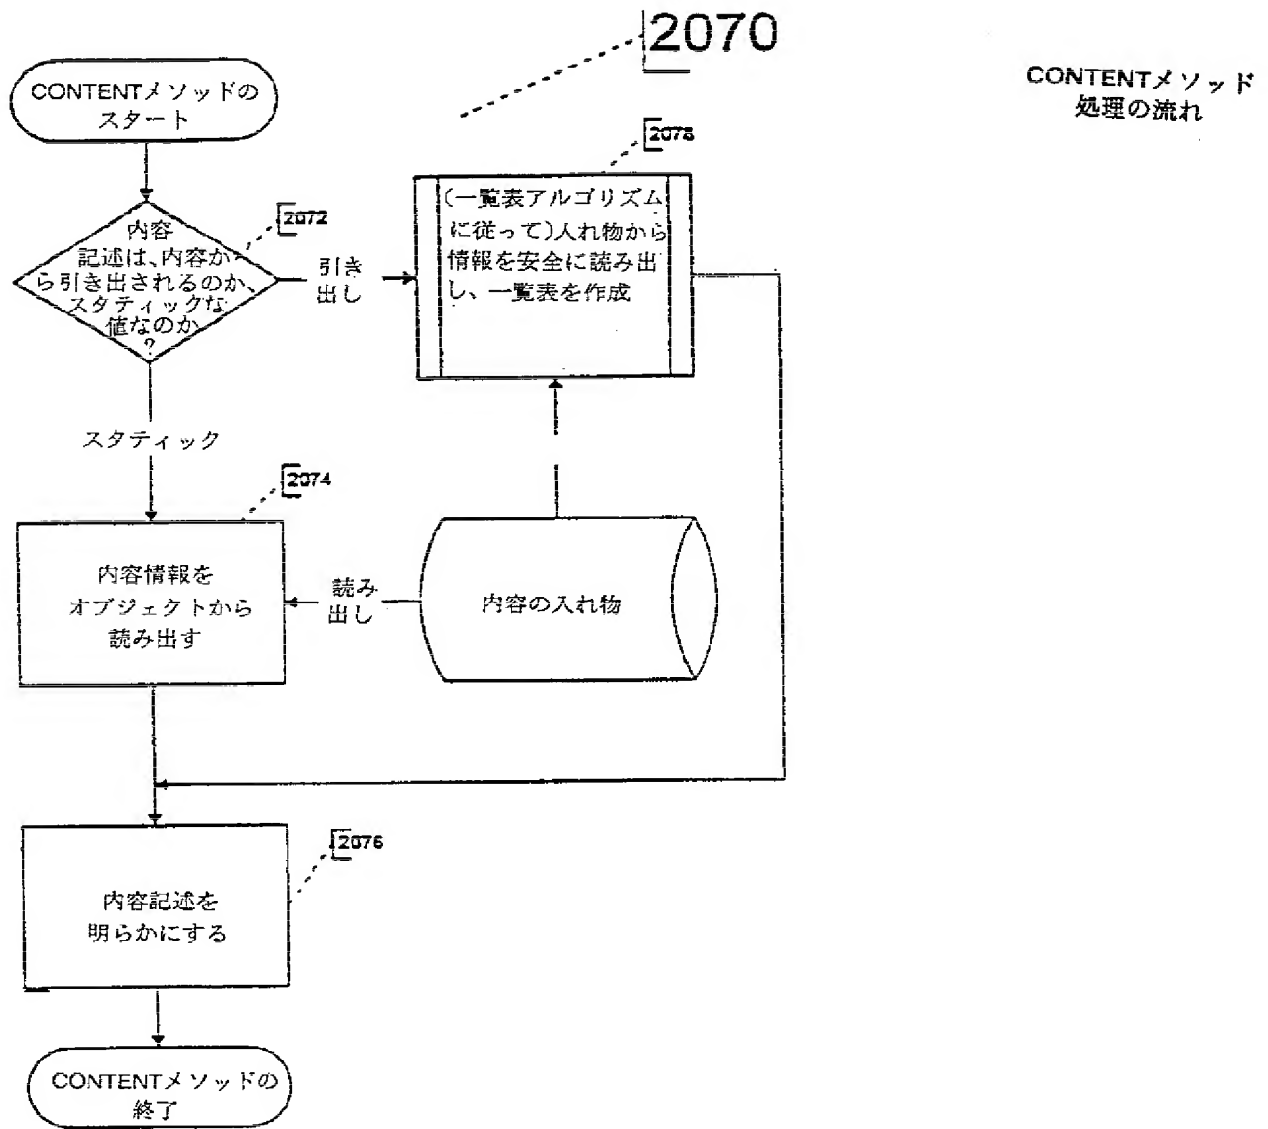 2070
CONTENTメソッド
処理の流れ
CONTENTメソッドの
スタート
2072
内容
記述は、内容か
ら引き出されるのか、
スタティックな
値なのか
?
引き
出し
2078
(一覧表アルゴリズム
に従って)入れ物から
情報を安全に読み出
し、一覧表を作成
スタティック
2074
内容情報を
オブジェクトから
読み出す
読み
出し
内容の入れ物
2076
内容記述を
明らかにする
CONTENTメソッドの
終了